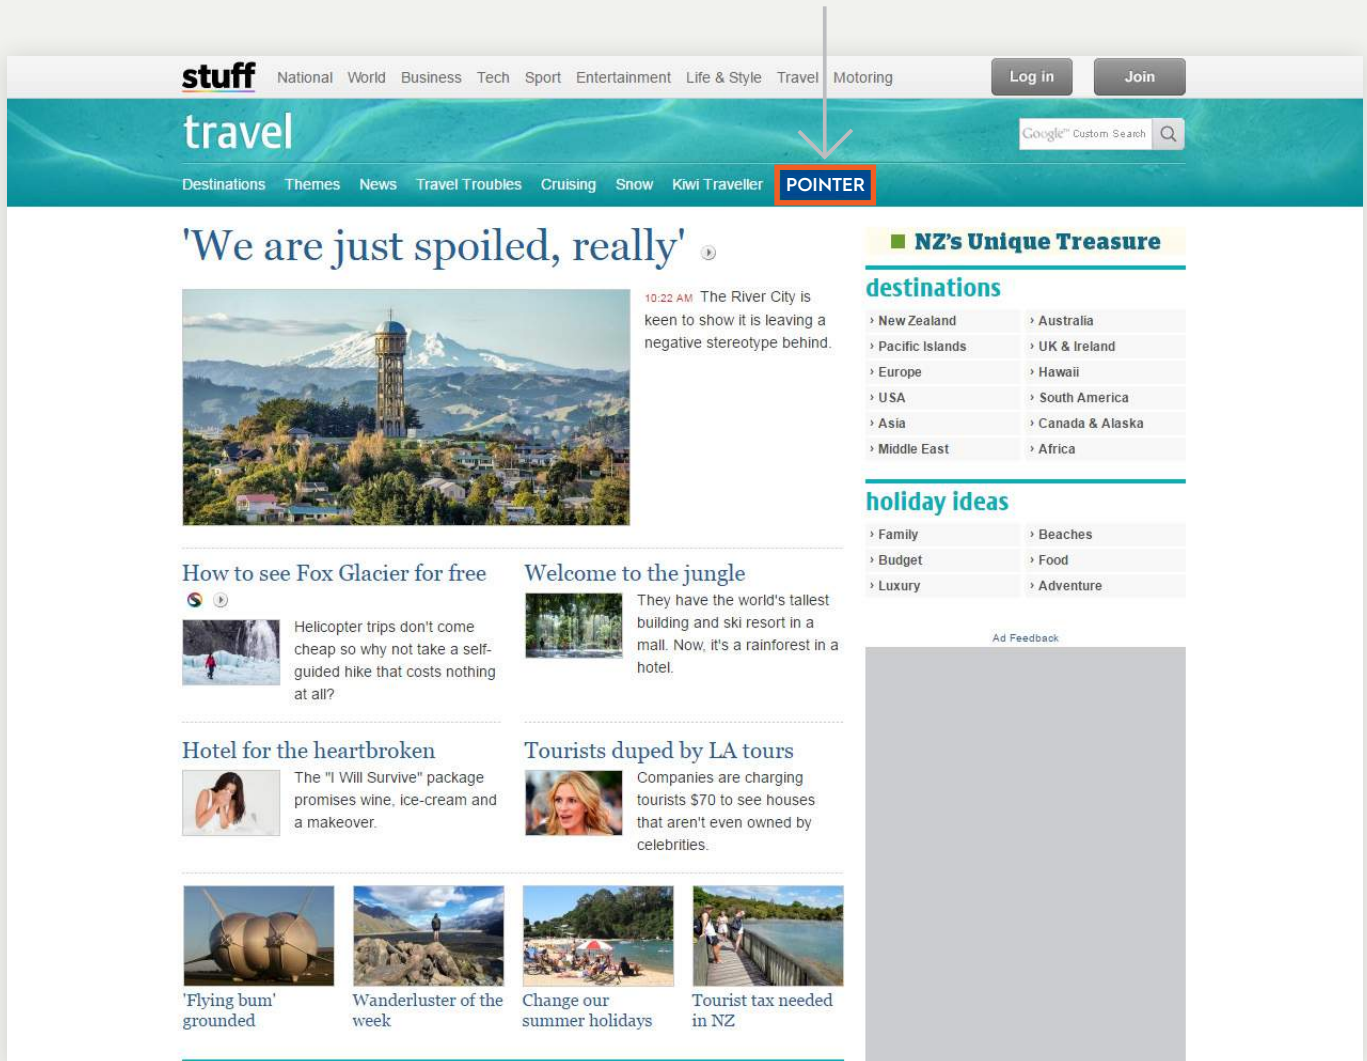 stuff National World Business Tech Sport Entertainment Life & Style Travel Motoring Log in Join
travel
Google™ Custom Search
Destinations Themes News Travel Troubles Cruising Snow Kiwi Traveller POINTER
'We are just spoiled, really'
10:22 AM The River City is
keen to show it is leaving a
negative stereotype behind.
NZ's Unique Treasure
destinations
› New Zealand › Australia
› Pacific Islands › UK & Ireland
› Europe › Hawaii
› USA › South America
› Asia › Canada & Alaska
› Middle East › Africa
holiday ideas
› Family › Beaches
› Budget › Food
› Luxury › Adventure
Ad Feedback
How to see Fox Glacier for free
Helicopter trips don't come
cheap so why not take a self-
guided hike that costs nothing
at all?
Welcome to the jungle
They have the world's tallest
building and ski resort in a
mall. Now, it's a rainforest in a
hotel.
Hotel for the heartbroken
The "I Will Survive" package
promises wine, ice-cream and
a makeover.
Tourists duped by LA tours
Companies are charging
tourists $70 to see houses
that aren't even owned by
celebrities.
'Flying bum'
grounded
Wanderluster of the
week
Change our
summer holidays
Tourist tax needed
in NZ